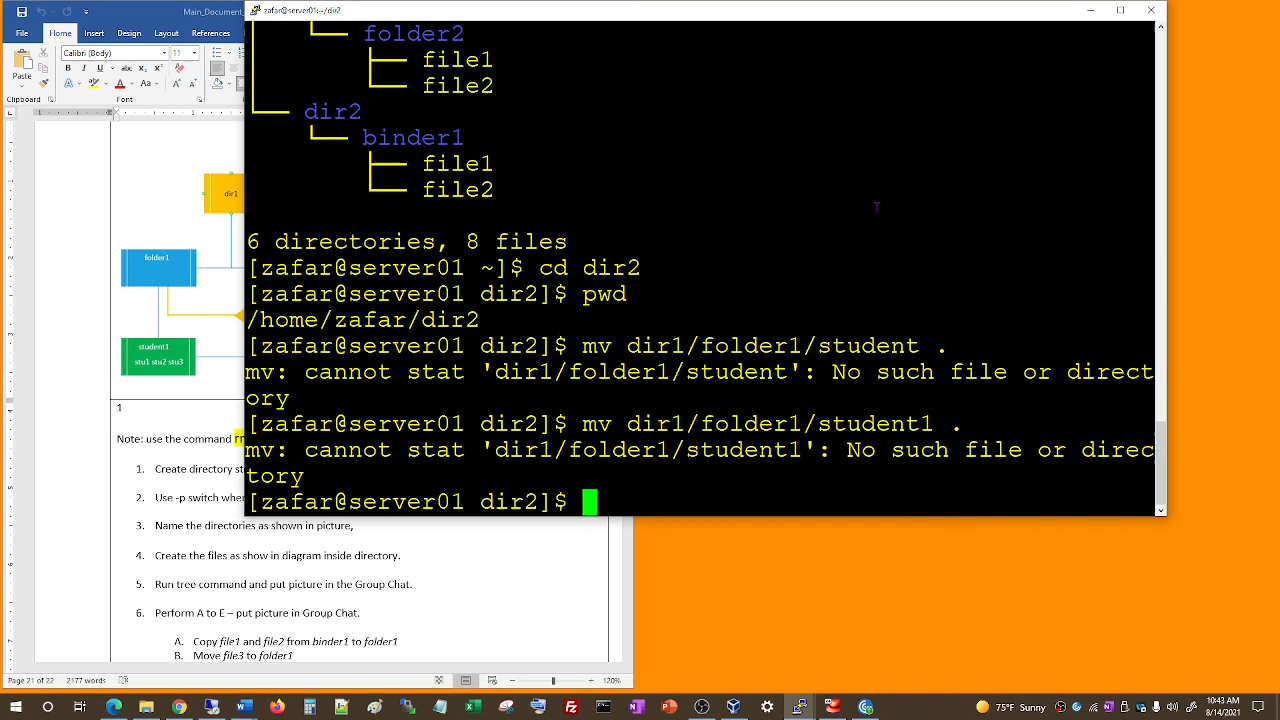 zafar@server01:~/dir2
Main_Document,
File Home Insert Design Layout
Calibri (Body) 11
Paste
Clipboard Font
folder2
file1
file2
dir2
binder1
file1
file2
6 directories, 8 files
[zafar@server01 ~]$ cd dir2
[zafar@server01 dir2]$ pwd
/home/zafar/dir2
[zafar@server01 dir2]$ mv dir1/folder1/student .
mv: cannot stat 'dir1/folder1/student': No such file or direct
ory
[zafar@server01 dir2]$ mv dir1/folder1/student1 .
mv: cannot stat 'dir1/folder1/student1': No such file or direc
tory
[zafar@server01 dir2]$
dir1
folder1
student1
stu1 stu2 stu3
1
Note: use the command
1. Create directory st
2. Use -p switch wher
3. Name the directories as shown in picture,
4. Create the files as show in diagram inside directory.
5. Run tree command and put picture in the Group Chat.
6. Perform A to E – put picture in Group Chat.
A. Copy file1 and file2 from binder1 to folder1
B. Move file3 to folder1
Page 21 of 22 2177 words 120%
75°F Sunny
10:43 AM
8/14/2021